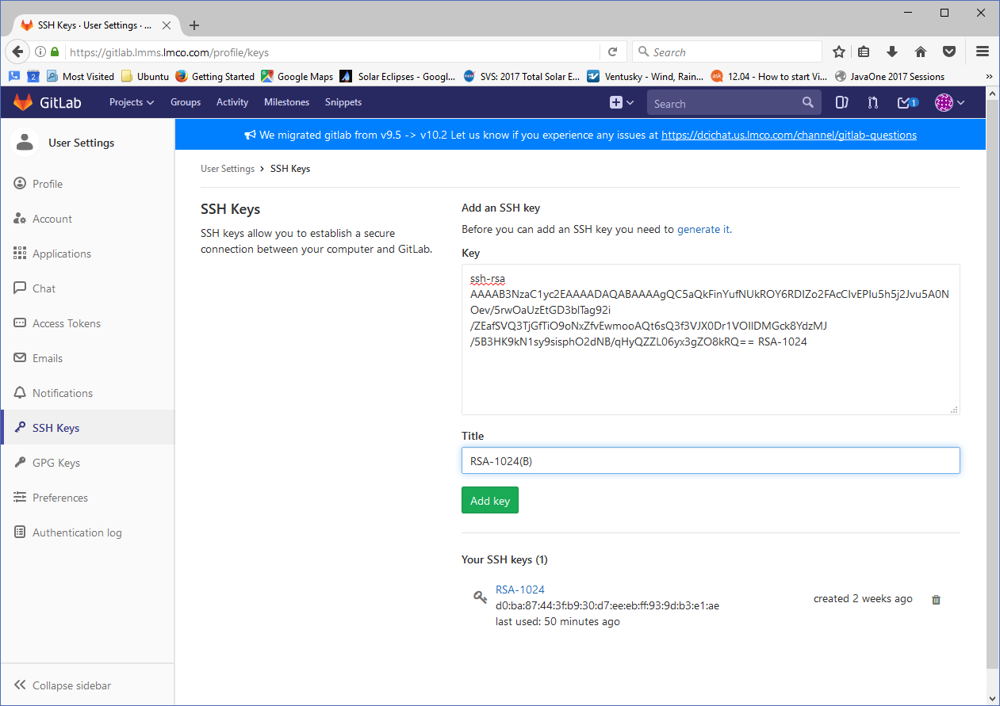 SSH Keys · User Settings · ...
https://gitlab.lmms.lmco.com/profile/keys
Search
2
Most Visited
Ubuntu
Getting Started
Google Maps
Solar Eclipses - Googl...
SVS: 2017 Total Solar E...
Ventusky - Wind, Rain...
ask
12.04 - How to start Vi...
JavaOne 2017 Sessions
GitLab
Projects
Groups
Activity
Milestones
Snippets
Search
1
User Settings
We migrated gitlab from v9.5 -> v10.2 Let us know if you experience any issues at https://dcichat.us.lmco.com/channel/gitlab-questions
Profile
Account
Applications
Chat
Access Tokens
Emails
Notifications
SSH Keys
GPG Keys
Preferences
Authentication log
Collapse sidebar
User Settings > SSH Keys
SSH Keys
SSH keys allow you to establish a secure
connection between your computer and GitLab.
Add an SSH key
Before you can add an SSH key you need to generate it.
Key
ssh-rsa
AAAAB3NzaC1yc2EAAAADAQABAAAAgQC5aQkFinYufNUkROY6RDIZo2FAcCIvEPIu5h5j2Jvu5A0N
Oev/5rwOaUzEtGD3blTag92i
/ZEafSVQ3TjGfTiO9oNxZfvEwmooAQt6sQ3f3VJX0Dr1VOIlDMGck8YdzMJ
/5B3HK9kN1sy9sisphO2dNB/qHyQZZL06yx3gZO8kRQ== RSA-1024
Title
RSA-1024(B)
Add key
Your SSH keys (1)
RSA-1024
d0:ba:87:44:3f:b9:30:d7:ee:eb:ff:93:9d:b3:e1:ae
last used: 50 minutes ago
created 2 weeks ago